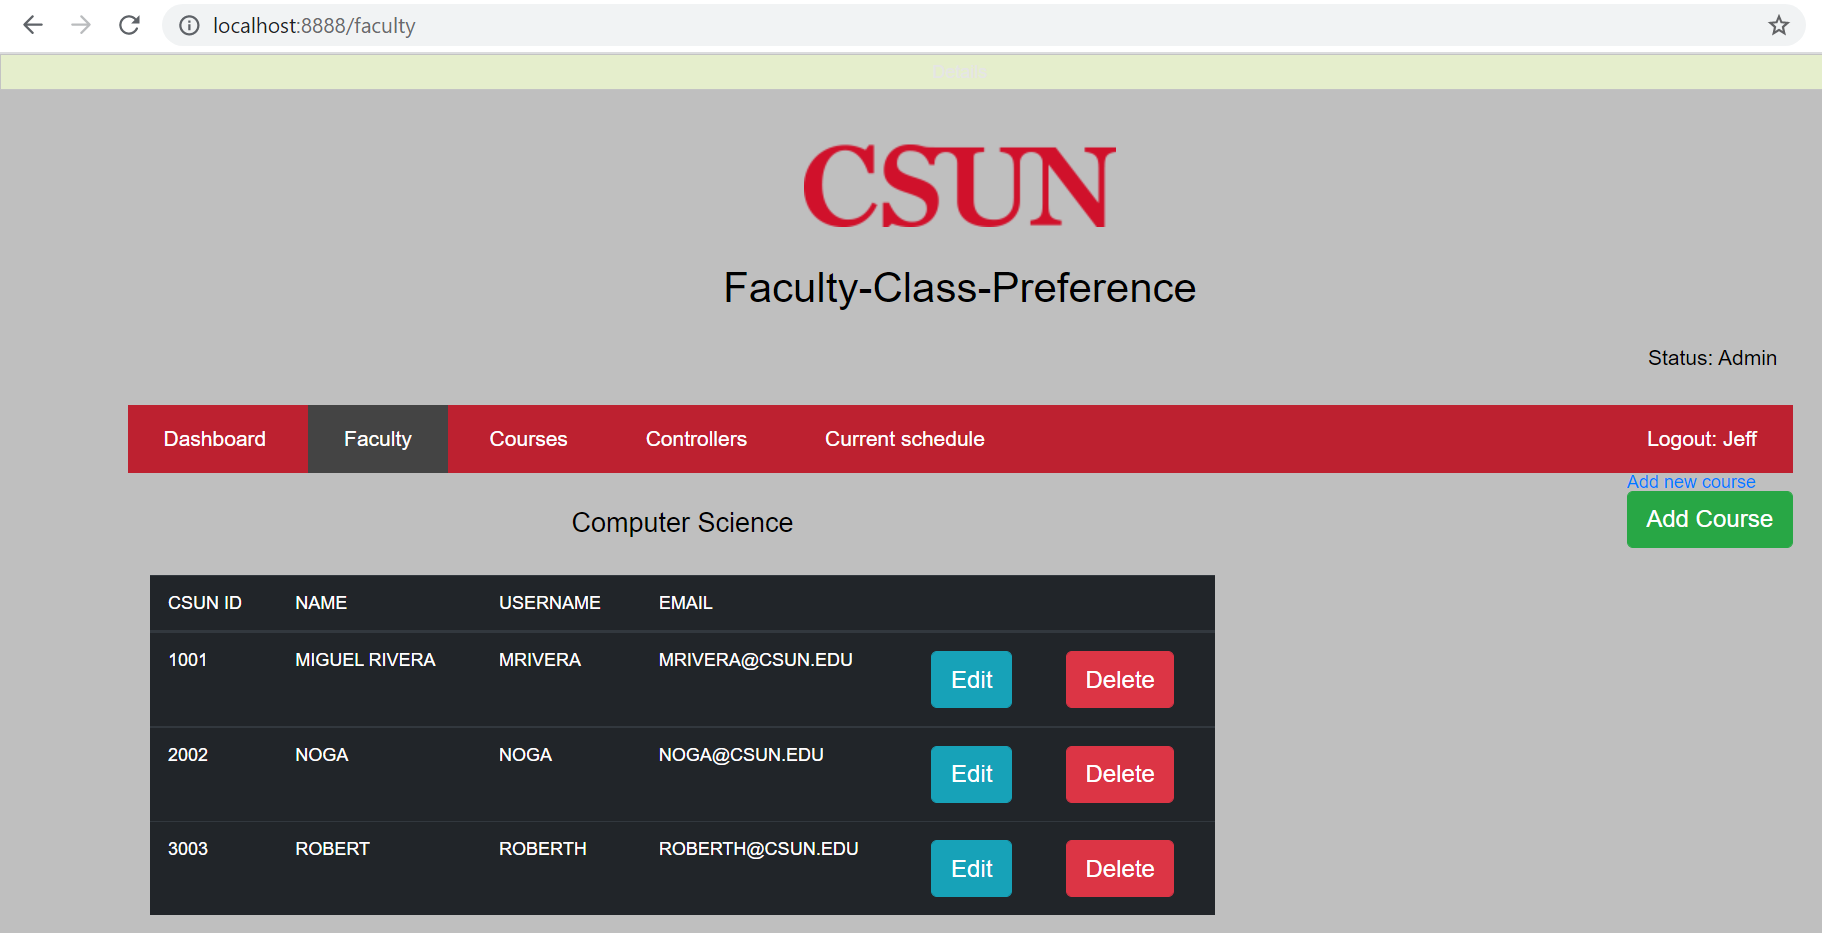 localhost:8888/faculty
CSUN
Faculty-Class-Preference
Status: Admin
Dashboard Faculty Courses Controllers Current schedule Logout: Jeff
Add new course
Add Course
Computer Science
CSUN ID NAME USERNAME EMAIL
1001 MIGUEL RIVERA MRIVERA MRIVERA@CSUN.EDU Edit Delete
2002 NOGA NOGA NOGA@CSUN.EDU Edit Delete
3003 ROBERT ROBERTH ROBERTH@CSUN.EDU Edit Delete